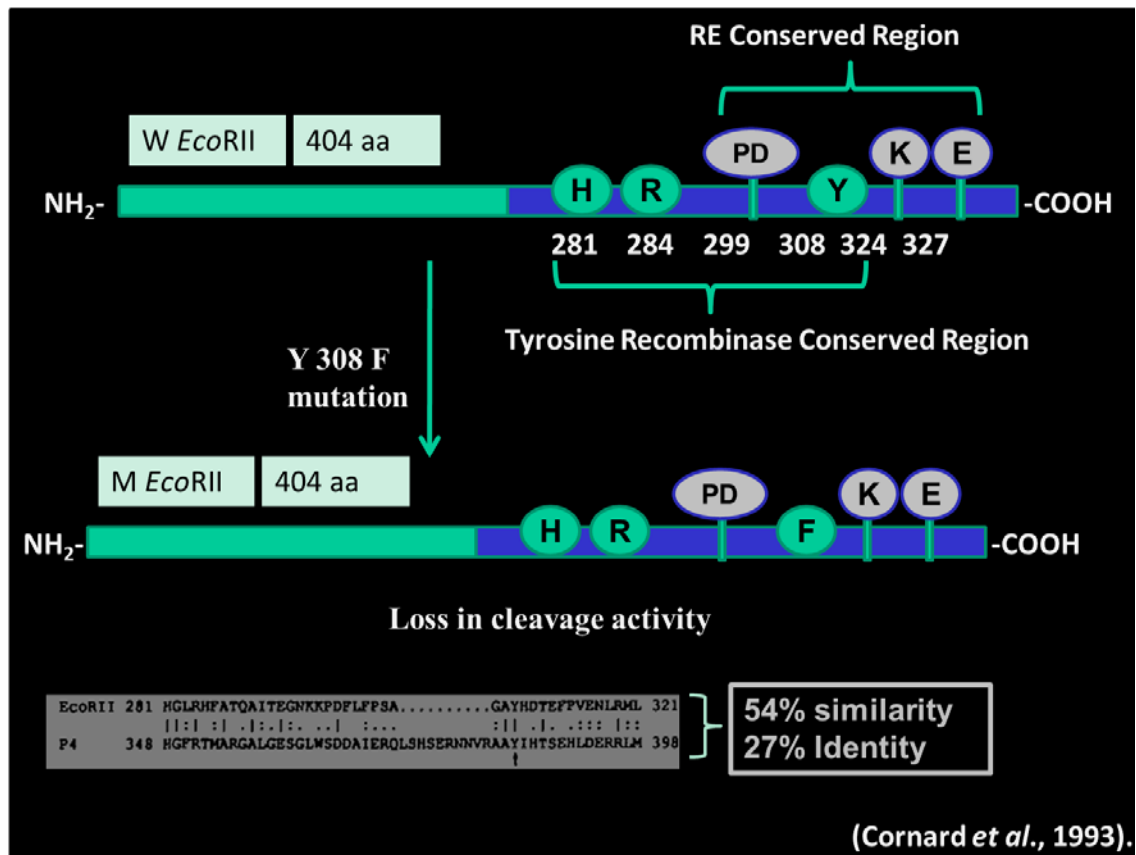 RE Conserved Region
W EcoRII 404 aa
PD K E
H R Y
NH2- -COOH
281 284 299 308 324 327
Tyrosine Recombinase Conserved Region
Y 308 F
mutation
M EcoRII 404 aa
PD K E
H R F
NH2- -COOH
Loss in cleavage activity
EcoRII 281 HGLRHFATQAITEGNKKPDFLFPSA..........GAYHDTEFPVENLRML 321
||:| ..| |:.|:. :... .:|| |.. .:::. ::
P4 348 HGFRTMARGALGESGLWSDDAIERQLSHSERNNVRAAYIHTSEHLDERRLM 398
54% similarity
27% Identity
(Cornard et al., 1993).